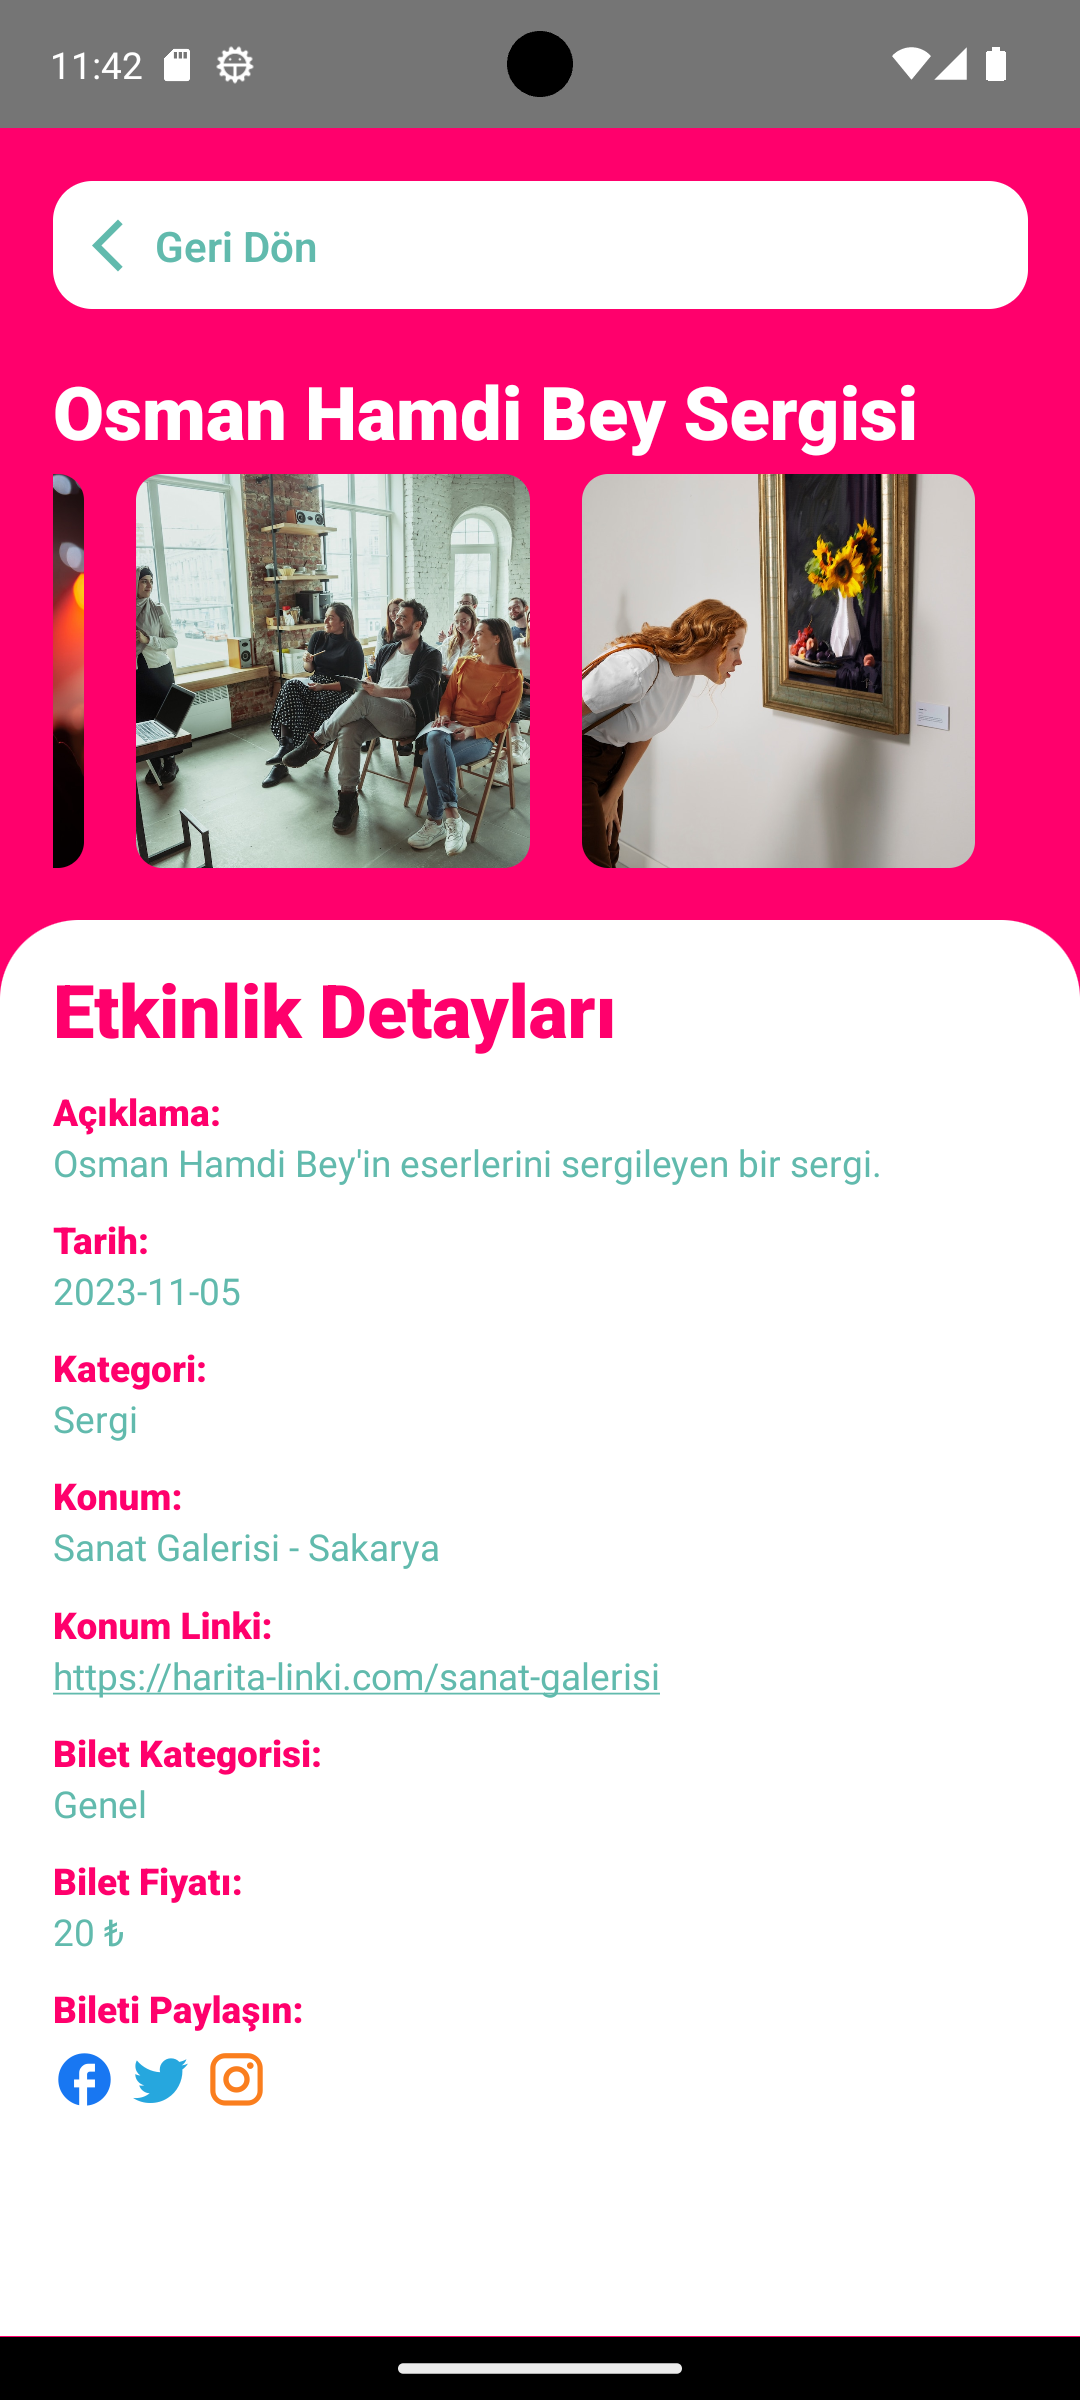 11:42
Geri Dön
Osman Hamdi Bey Sergisi
Etkinlik Detayları
Açıklama:
Osman Hamdi Bey'in eserlerini sergileyen bir sergi.
Tarih:
2023-11-05
Kategori:
Sergi
Konum:
Sanat Galerisi - Sakarya
Konum Linki:
https://harita-linki.com/sanat-galerisi
Bilet Kategorisi:
Genel
Bilet Fiyatı:
20 ₺
Bileti Paylaşın: